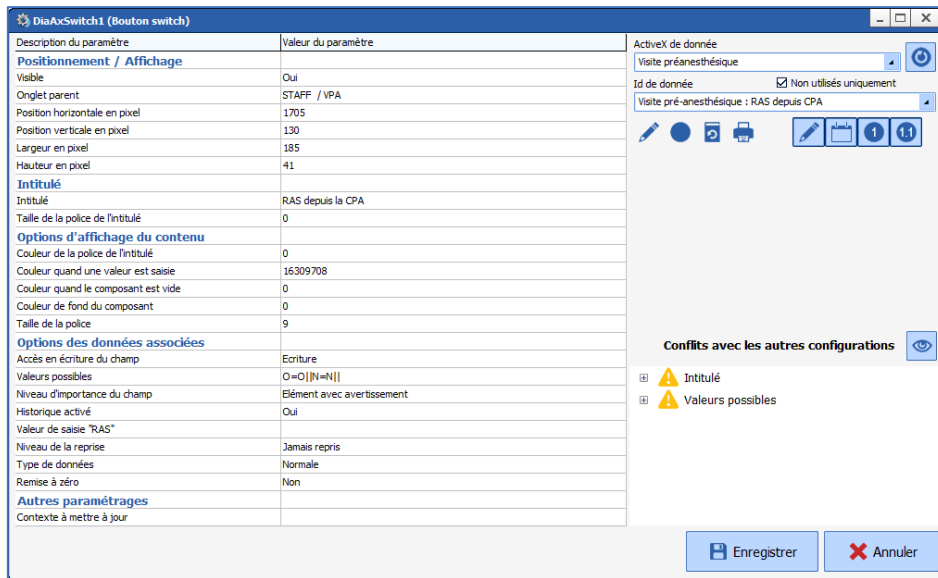 DiaAxSwitch1 (Bouton switch)
Description du paramètre Valeur du paramètre
Positionnement / Affichage
Visible Oui
Onglet parent STAFF / VPA
Position horizontale en pixel 1705
Position verticale en pixel 130
Largeur en pixel 185
Hauteur en pixel 41
Intitulé
Intitulé RAS depuis la CPA
Taille de la police de l'intitulé 0
Options d'affichage du contenu
Couleur de la police de l'intitulé 0
Couleur quand une valeur est saisie 16309708
Couleur quand le composant est vide 0
Couleur de fond du composant 0
Taille de la police 9
Options des données associées
Accès en écriture du champ Ecriture
Valeurs possibles O=O||N=N||
Niveau d'importance du champ Elément avec avertissement
Historique activé Oui
Valeur de saisie "RAS"
Niveau de la reprise Jamais repris
Type de données Normale
Remise à zéro Non
Autres paramétrages
Contexte à mettre à jour
ActiveX de donnée
Visite préanesthésique
Id de donnée Non utilisés uniquement
Visite pré-anesthésique : RAS depuis CPA
1 1.1
Conflits avec les autres configurations
Intitulé
Valeurs possibles
Enregistrer Annuler